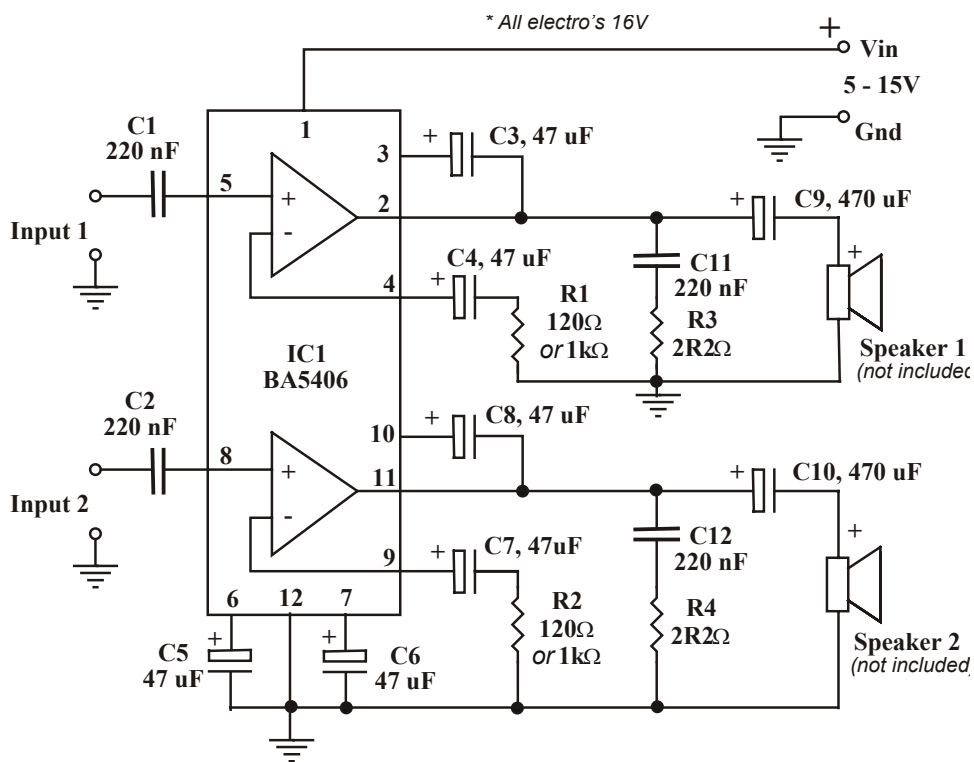 * All electro's 16V
+
Vin
5 - 15V
Gnd
C1
220 nF
1
3
+
C3, 47 uF
5
+
-
2
Input 1
4
+
C4, 47 uF
R1
120Ω
or 1kΩ
C11
220 nF
R3
2R2Ω
+
C9, 470 uF
+
Speaker 1
(not included
IC1
BA5406
C2
220 nF
10
+
C8, 47 uF
8
+
-
11
Input 2
9
+
C7, 47uF
R2
120Ω
or 1kΩ
C12
220 nF
R4
2R2Ω
+
C10, 470 uF
+
Speaker 2
(not included)
6
12
7
+
C5
47 uF
+
C6
47 uF